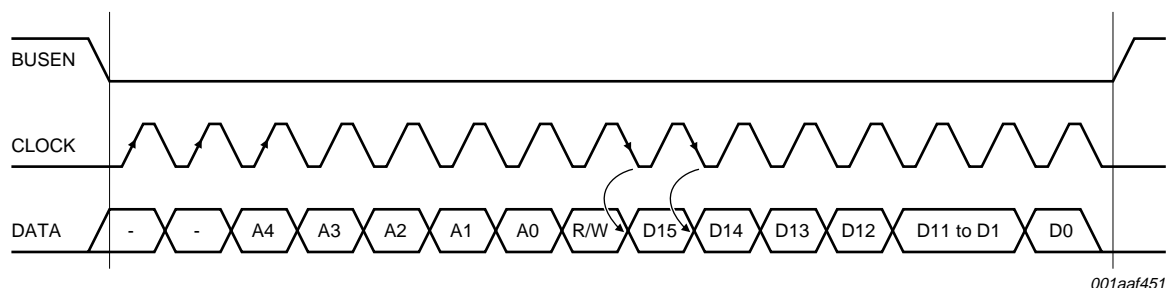 BUSEN
CLOCK
DATA - - A4 A3 A2 A1 A0 R/W D15 D14 D13 D12 D11 to D1 D0
001aaf451